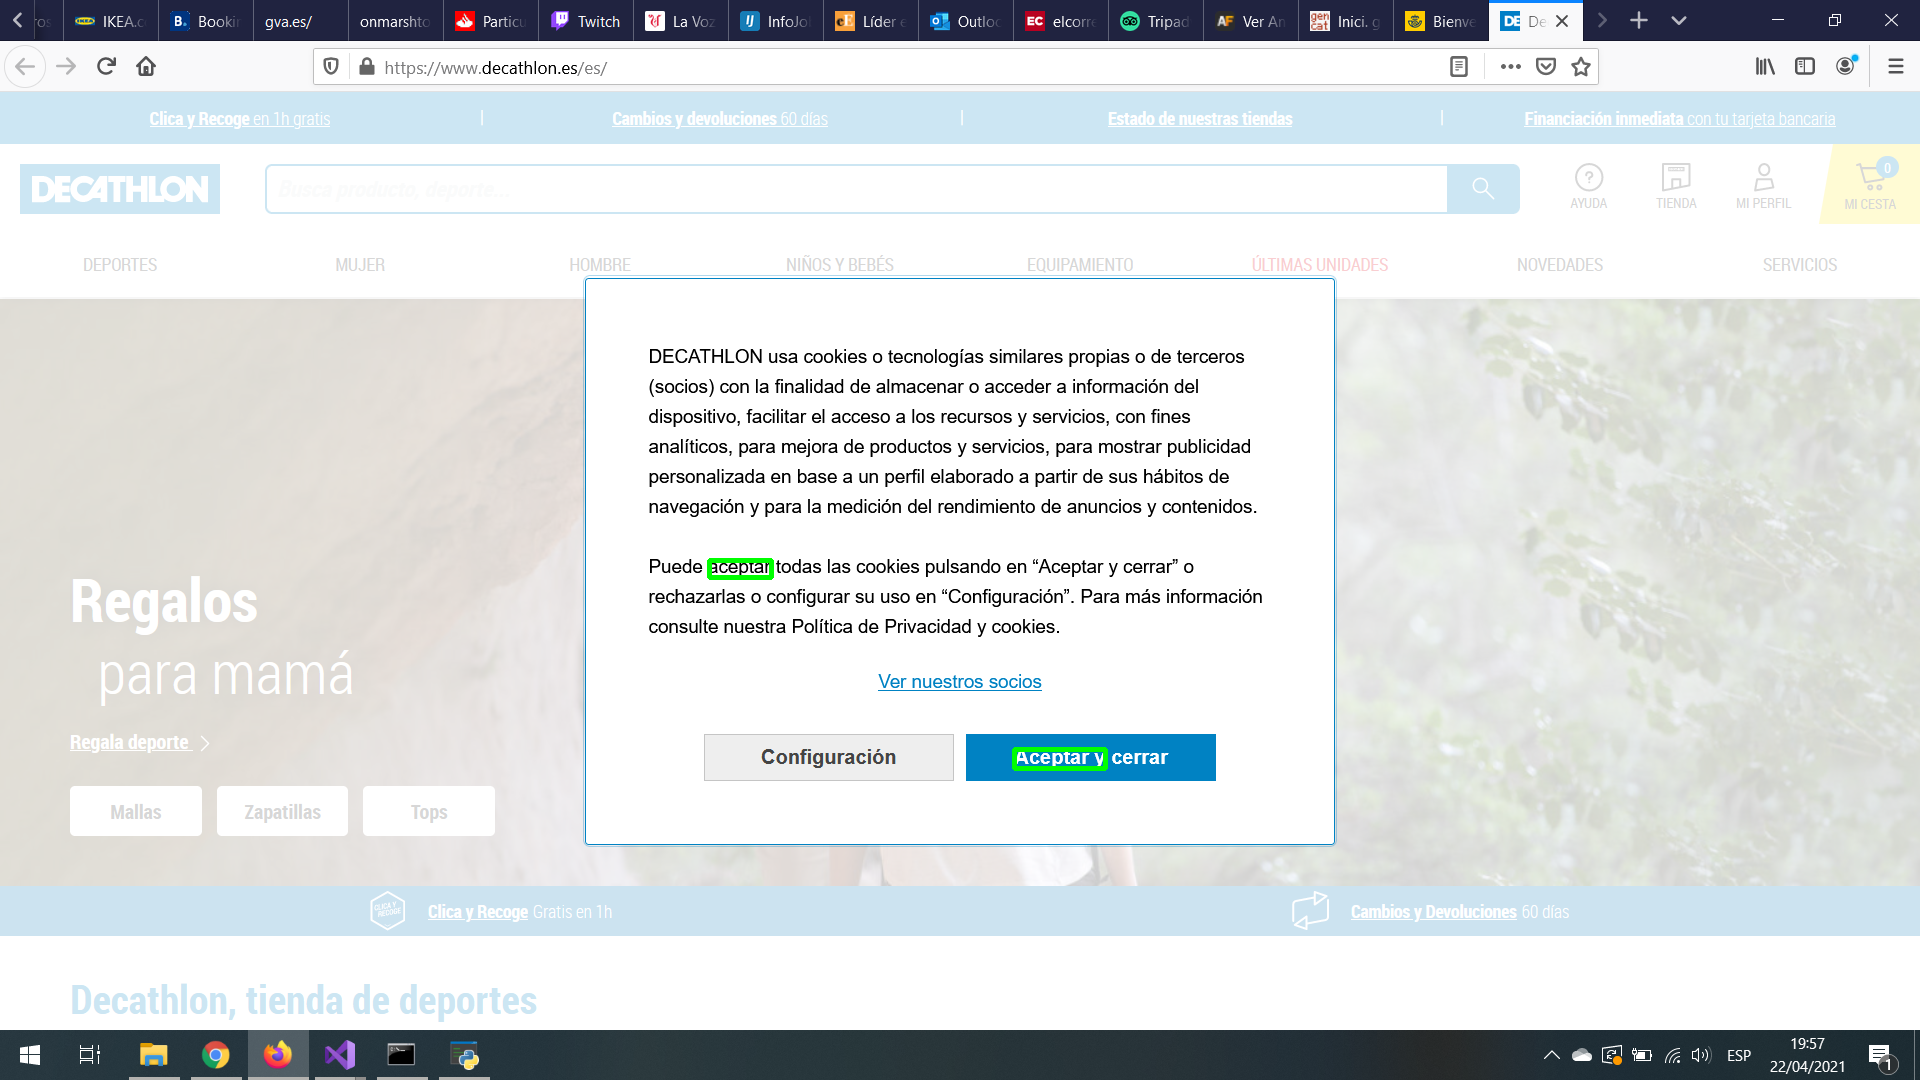 IKEA.c
Bookin
gva.es/
onmarshto
Particu
Twitch
La Voz
InfoJo
Líder e
Outloo
elcorre
Tripad
Ver An
Inici. g
Bienve
De
https://www.decathlon.es/es/
Clica y Recoge en 1h gratis | Cambios y devoluciones 60 días | Estado de nuestras tiendas | Financiación inmediata con tu tarjeta bancaria
DECATHLON
Busca producto, deporte...
AYUDA
TIENDA
MI PERFIL
0
MI CESTA
DEPORTES MUJER HOMBRE NIÑOS Y BEBÉS EQUIPAMIENTO ÚLTIMAS UNIDADES NOVEDADES SERVICIOS
DECATHLON usa cookies o tecnologías similares propias o de terceros
(socios) con la finalidad de almacenar o acceder a información del
dispositivo, facilitar el acceso a los recursos y servicios, con fines
analíticos, para mejora de productos y servicios, para mostrar publicidad
personalizada en base a un perfil elaborado a partir de sus hábitos de
navegación y para la medición del rendimiento de anuncios y contenidos.
Puede aceptar todas las cookies pulsando en “Aceptar y cerrar” o
rechazarlas o configurar su uso en “Configuración”. Para más información
consulte nuestra Política de Privacidad y cookies.
Ver nuestros socios
Configuración
Aceptar y cerrar
Regalos
para mamá
Regala deporte
Mallas
Zapatillas
Tops
CLICA Y RECOGE
Clica y Recoge Gratis en 1h
Cambios y Devoluciones 60 días
Decathlon, tienda de deportes
ESP
19:57
22/04/2021
1